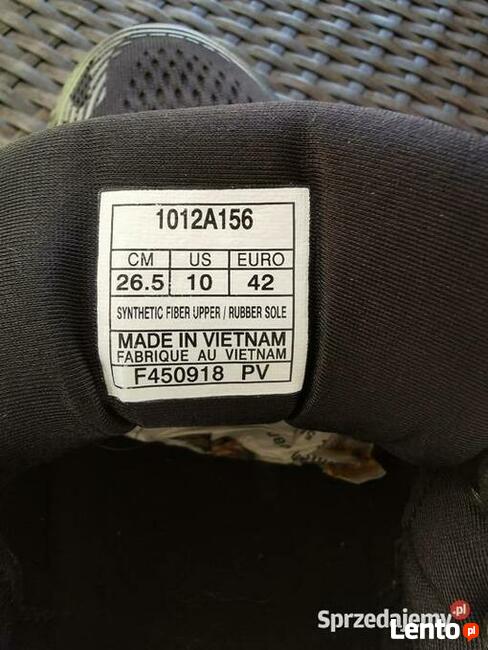 1012A156
CM US EURO
26.5 10 42
SYNTHETIC FIBER UPPER / RUBBER SOLE
MADE IN VIETNAM
FABRIQUE AU VIETNAM
F450918 PV
Sprzedajemy.pl
Lento pl